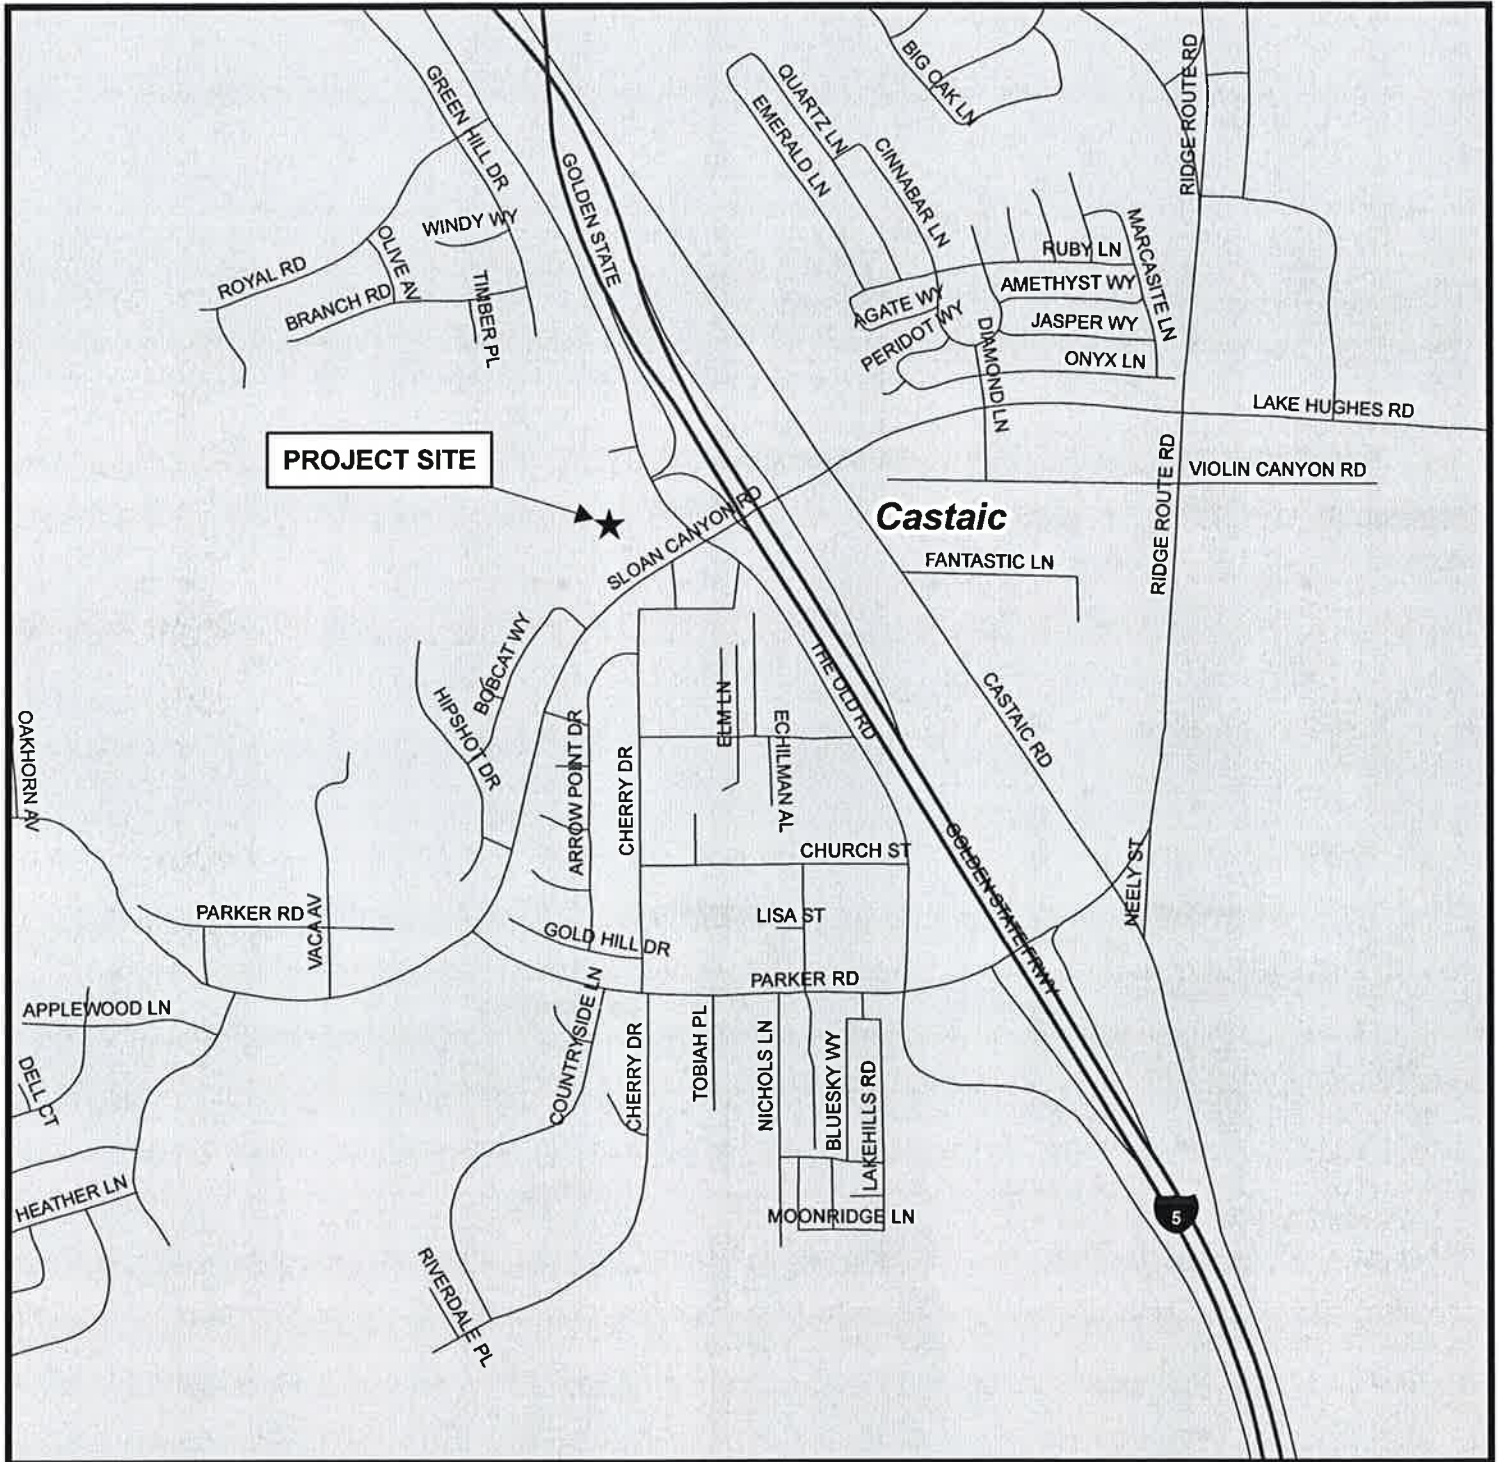 BIG OAK LN
RIDGE ROUTE RD
GREEN HILL DR
QUARTZ LN
EMERALD LN
CINNABAR LN
GOLDEN STATE
WINDY WY
OLIVE AV
ROYAL RD
BRANCH RD
TIMBER PL
MARCASITE LN
RUBY LN
AMETHYST WY
AGATE WY
JASPER WY
PERIDOT WY
DIAMOND LN
ONYX LN
LAKE HUGHES RD
PROJECT SITE
VIOLIN CANYON RD
RIDGE ROUTE RD
SLOAN CANYON RD
Castaic
FANTASTIC LN
BOBCAT WY
HIPSHOT DR
THE OLD RD
CASTAIC RD
OAKHORN AV
ELM LN
ECHILMAN AL
ARROW POINT DR
CHERRY DR
CHURCH ST
GOLDEN STATE FRWY
NEELY ST
PARKER RD
VACA AV
LISA ST
GOLD HILL DR
PARKER RD
APPLEWOOD LN
COUNTRYSIDE LN
CHERRY DR
TOBIAH PL
NICHOLS LN
BLUESKY WY
LAKEHILLS RD
DELL CT
HEATHER LN
MOONRIDGE LN
5
RIVERDALE PL